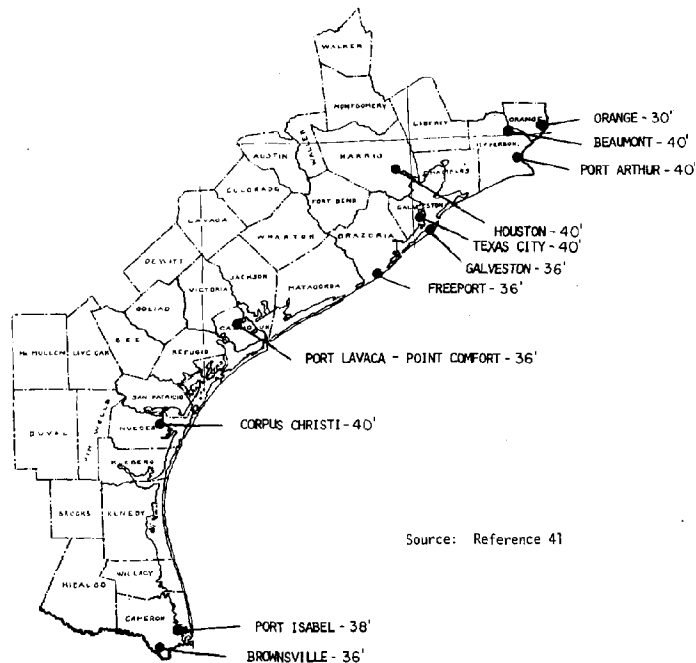 WALKER
MONTGOMERY
LIBERTY
ORANGE
ORANGE - 30'
BEAUMONT - 40'
JEFFERSON
PORT ARTHUR - 40'
WALLER
AUSTIN
HARRIS
CHAMBERS
COLORADO
FORT BEND
GALVESTON
HOUSTON - 40'
TEXAS CITY - 40'
GALVESTON - 36'
FREEPORT - 36'
LAVACA
WHARTON
BRAZORIA
DEWITT
JACKSON
VICTORIA
MATAGORDA
GOLIAD
CALHOUN
BEE
REFUGIO
PORT LAVACA - POINT COMFORT - 36'
McMULLEN
LIVE OAK
SAN PATRICIO
CORPUS CHRISTI - 40'
DUVAL
JIM WELLS
NUECES
KLEBERG
BROOKS
KENEDY
Source: Reference 41
HIDALGO
WILLACY
CAMERON
PORT ISABEL - 38'
BROWNSVILLE - 36'